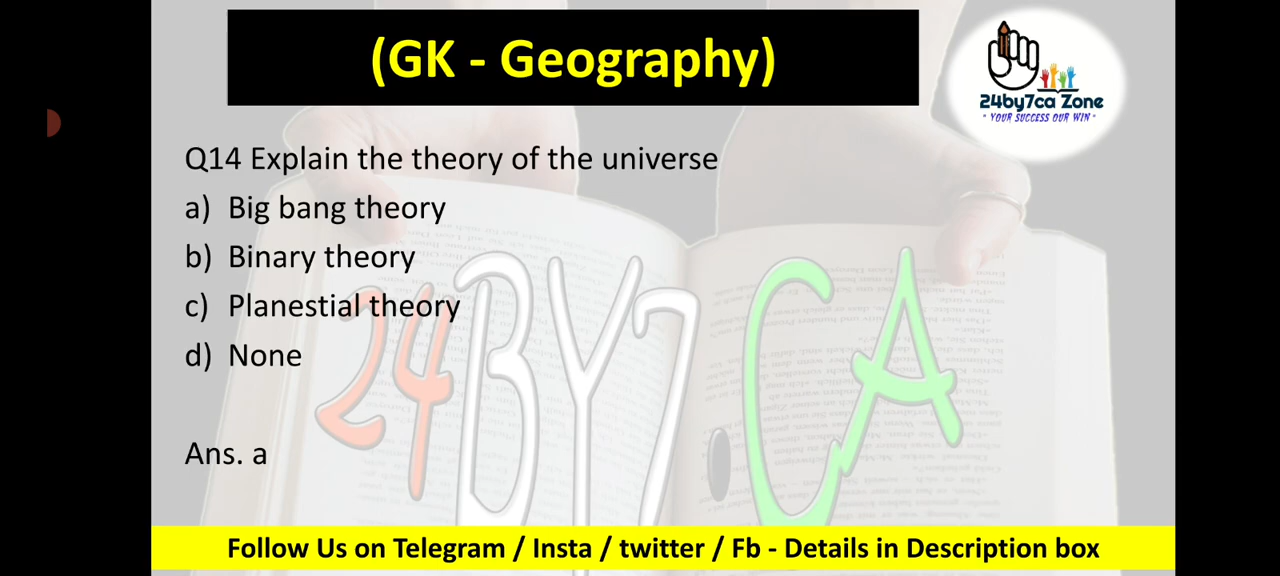 (GK - Geography)
24by7ca Zone
" YOUR SUCCESS OUR WIN "
Q14 Explain the theory of the universe
a) Big bang theory
b) Binary theory
c) Planestial theory
d) None
24BY7.CA
Ans. a
Follow Us on Telegram / Insta / twitter / Fb - Details in Description box